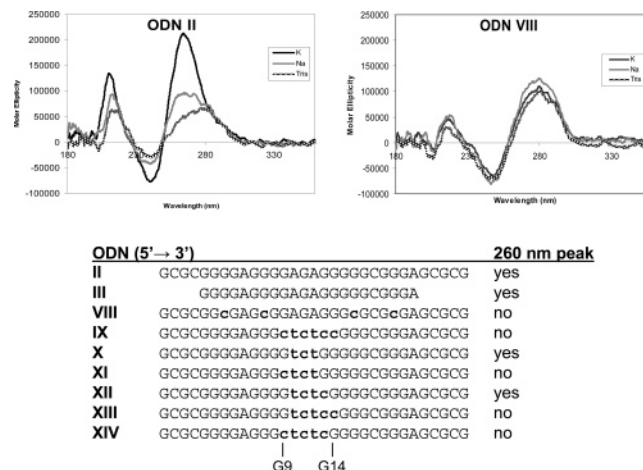 ODN II
250000
200000
150000
100000
50000
0
-50000
-100000
180
230
280
330
Molar Ellipticity
Wavelength (nm)
K
Na
Tris
ODN VIII
250000
200000
150000
100000
50000
0
-50000
-100000
180
230
280
330
Molar Ellipticity
Wavelength (nm)
K
Na
Tris
ODN (5'→ 3') 260 nm peak
II GCGCGGGGAGGGGAGAGGGGGCGGGAGCGCG yes
III GGGGAGGGGAGAGGGGGCGGGA yes
VIII GCGCGGcGAGcGGAGAGGGcGCGcGAGCGCG no
IX GCGCGGGGAGGGctctccGGGCGGGAGCGCG no
X GCGCGGGGAGGGGtctGGGGGCGGGAGCGCG yes
XI GCGCGGGGAGGGctctGGGGGCGGGAGCGCG no
XII GCGCGGGGAGGGGtctcGGGGCGGGAGCGCG yes
XIII GCGCGGGGAGGGGtctccGGGCGGGAGCGCG no
XIV GCGCGGGGAGGGctctcGGGGCGGGAGCGCG no
G9 G14